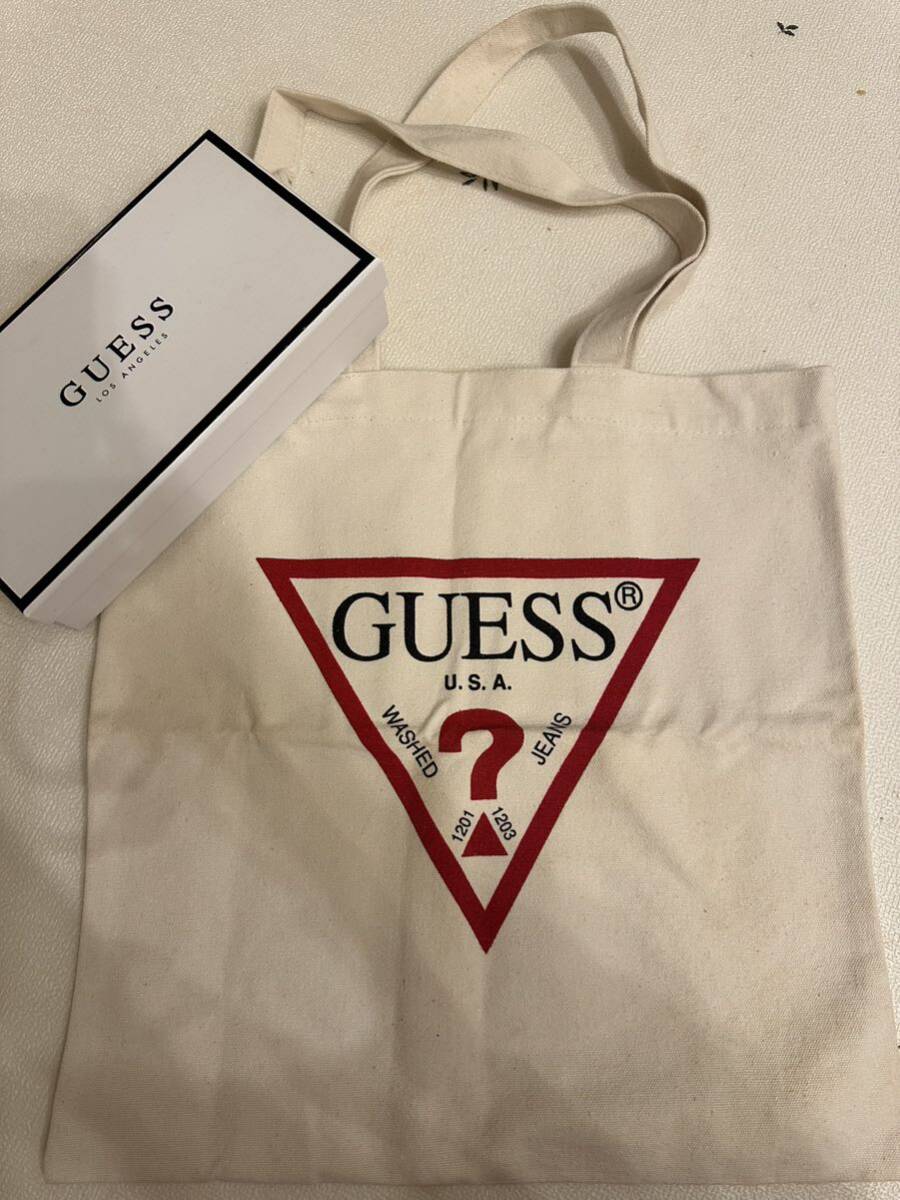 GUESS
LOS ANGELES
GUESS®
U.S.A.
WASHED
?
JEANS
1201
1203